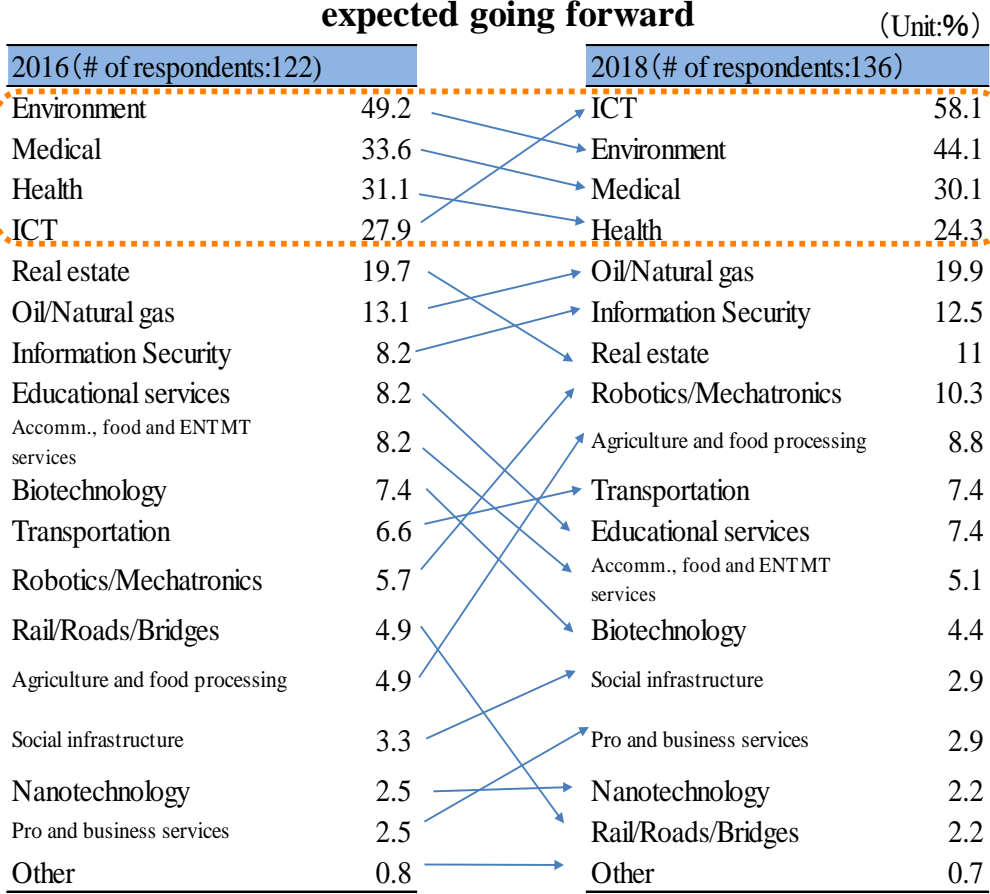 expected going forward
（Unit:%）
2016（# of respondents:122) 2018（# of respondents:136）
Environment 49.2 ICT 58.1
Medical 33.6 Environment 44.1
Health 31.1 Medical 30.1
ICT 27.9 Health 24.3
Real estate 19.7 Oil/Natural gas 19.9
Oil/Natural gas 13.1 Information Security 12.5
Information Security 8.2 Real estate 11
Educational services 8.2 Robotics/Mechatronics 10.3
Accomm., food and ENTMT
services 8.2 Agriculture and food processing 8.8
Biotechnology 7.4 Transportation 7.4
Transportation 6.6 Educational services 7.4
Robotics/Mechatronics 5.7 Accomm., food and ENTMT
services 5.1
Rail/Roads/Bridges 4.9 Biotechnology 4.4
Agriculture and food processing 4.9 Social infrastructure 2.9
Social infrastructure 3.3 Pro and business services 2.9
Nanotechnology 2.5 Nanotechnology 2.2
Pro and business services 2.5 Rail/Roads/Bridges 2.2
Other 0.8 Other 0.7